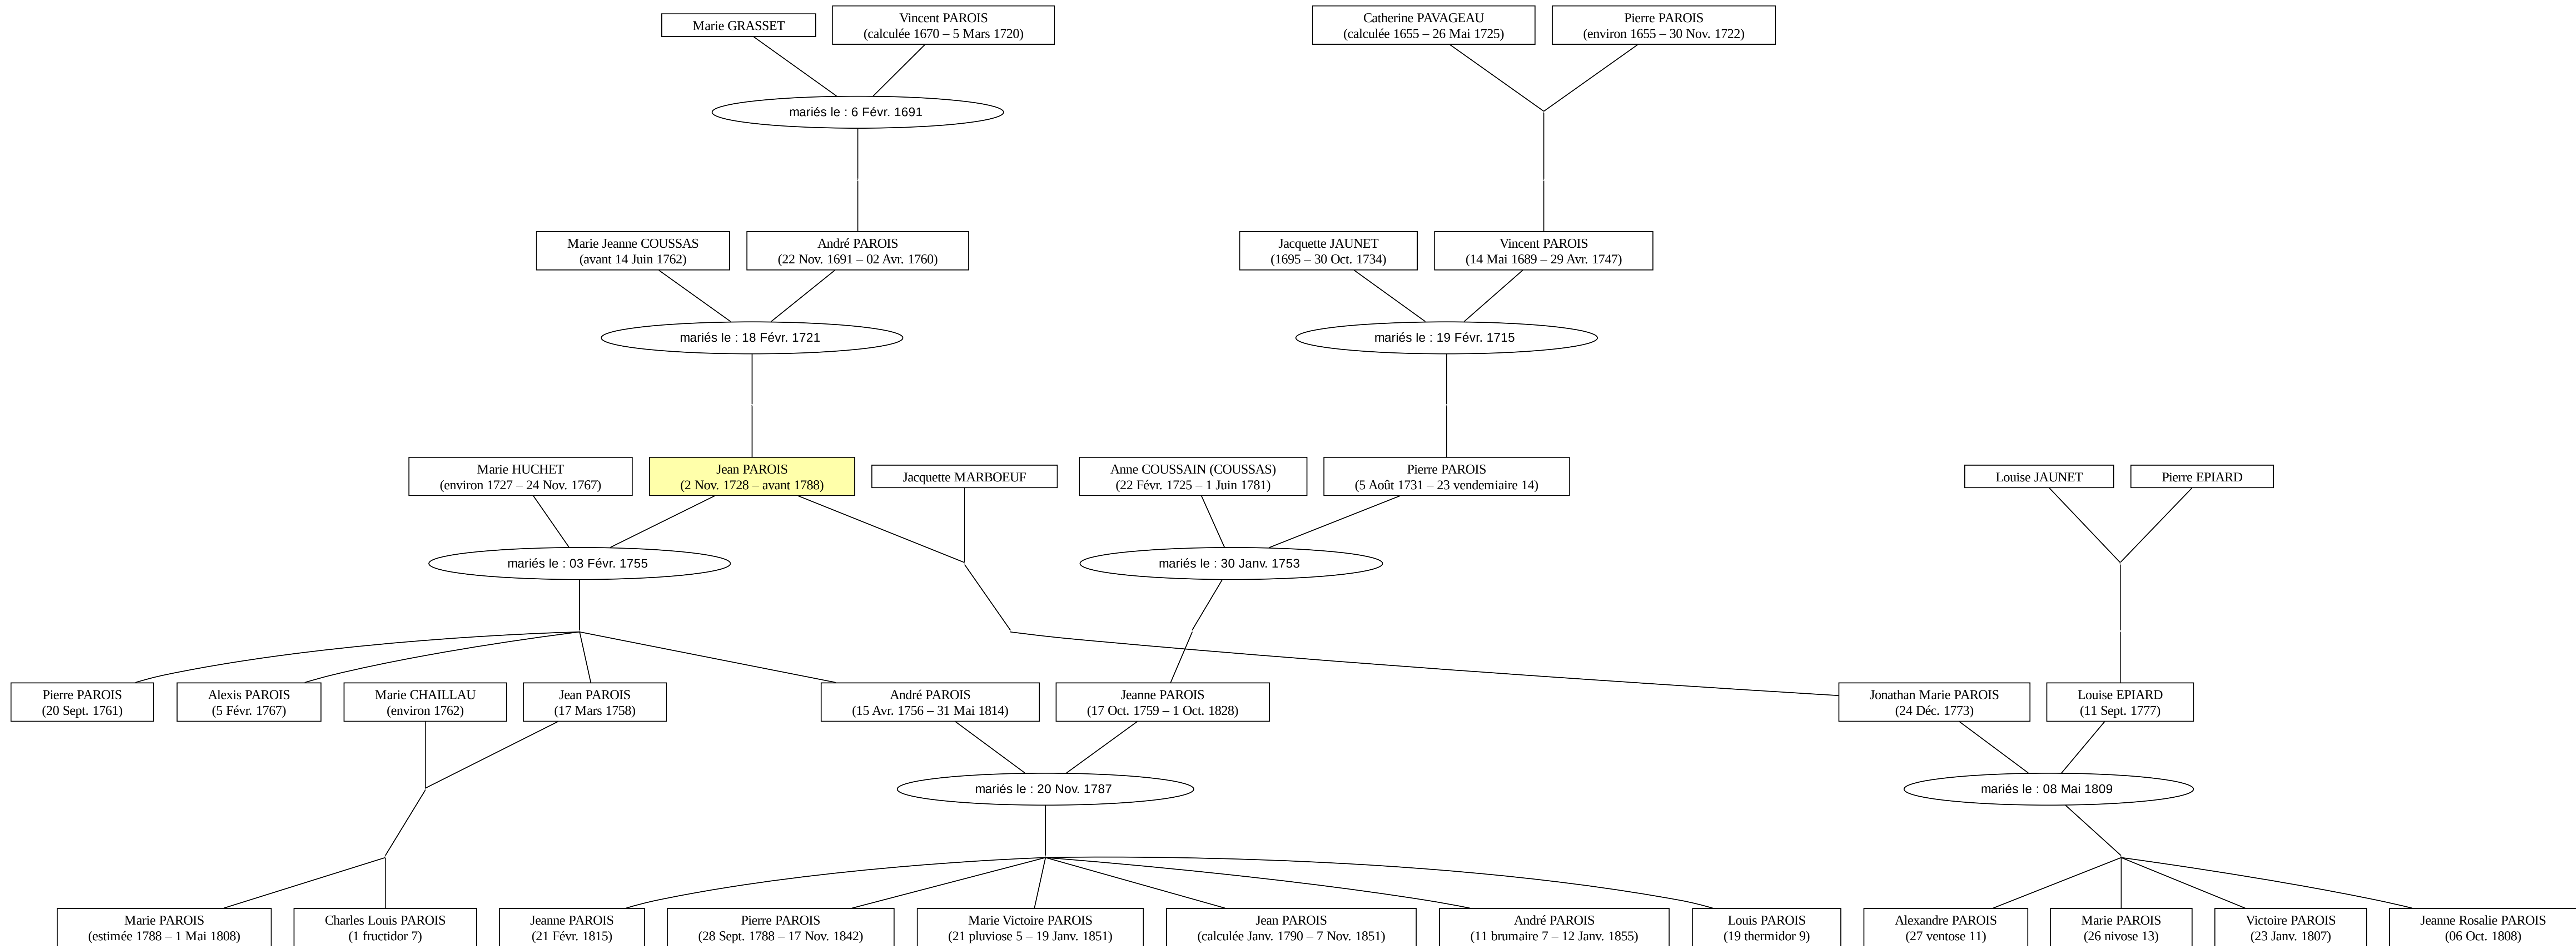 Marie GRASSET
Vincent PAROIS
(calculée 1670 – 5 Mars 1720)
Catherine PAVAGEAU
(calculée 1655 – 26 Mai 1725)
Pierre PAROIS
(environ 1655 – 30 Nov. 1722)
mariés le : 6 Févr. 1691
Marie Jeanne COUSSAS
(avant 14 Juin 1762)
André PAROIS
(22 Nov. 1691 – 02 Avr. 1760)
Jacquette JAUNET
(1695 – 30 Oct. 1734)
Vincent PAROIS
(14 Mai 1689 – 29 Avr. 1747)
mariés le : 18 Févr. 1721
mariés le : 19 Févr. 1715
Marie HUCHET
(environ 1727 – 24 Nov. 1767)
Jean PAROIS
(2 Nov. 1728 – avant 1788)
Jacquette MARBOEUF
Anne COUSSAIN (COUSSAS)
(22 Févr. 1725 – 1 Juin 1781)
Pierre PAROIS
(5 Août 1731 – 23 vendemiaire 14)
Louise JAUNET
Pierre EPIARD
mariés le : 03 Févr. 1755
mariés le : 30 Janv. 1753
Pierre PAROIS
(20 Sept. 1761)
Alexis PAROIS
(5 Févr. 1767)
Marie CHAILLAU
(environ 1762)
Jean PAROIS
(17 Mars 1758)
André PAROIS
(15 Avr. 1756 – 31 Mai 1814)
Jeanne PAROIS
(17 Oct. 1759 – 1 Oct. 1828)
Jonathan Marie PAROIS
(24 Déc. 1773)
Louise EPIARD
(11 Sept. 1777)
mariés le : 20 Nov. 1787
mariés le : 08 Mai 1809
Marie PAROIS
(estimée 1788 – 1 Mai 1808)
Charles Louis PAROIS
(1 fructidor 7)
Jeanne PAROIS
(21 Févr. 1815)
Pierre PAROIS
(28 Sept. 1788 – 17 Nov. 1842)
Marie Victoire PAROIS
(21 pluviose 5 – 19 Janv. 1851)
Jean PAROIS
(calculée Janv. 1790 – 7 Nov. 1851)
André PAROIS
(11 brumaire 7 – 12 Janv. 1855)
Louis PAROIS
(19 thermidor 9)
Alexandre PAROIS
(27 ventose 11)
Marie PAROIS
(26 nivose 13)
Victoire PAROIS
(23 Janv. 1807)
Jeanne Rosalie PAROIS
(06 Oct. 1808)